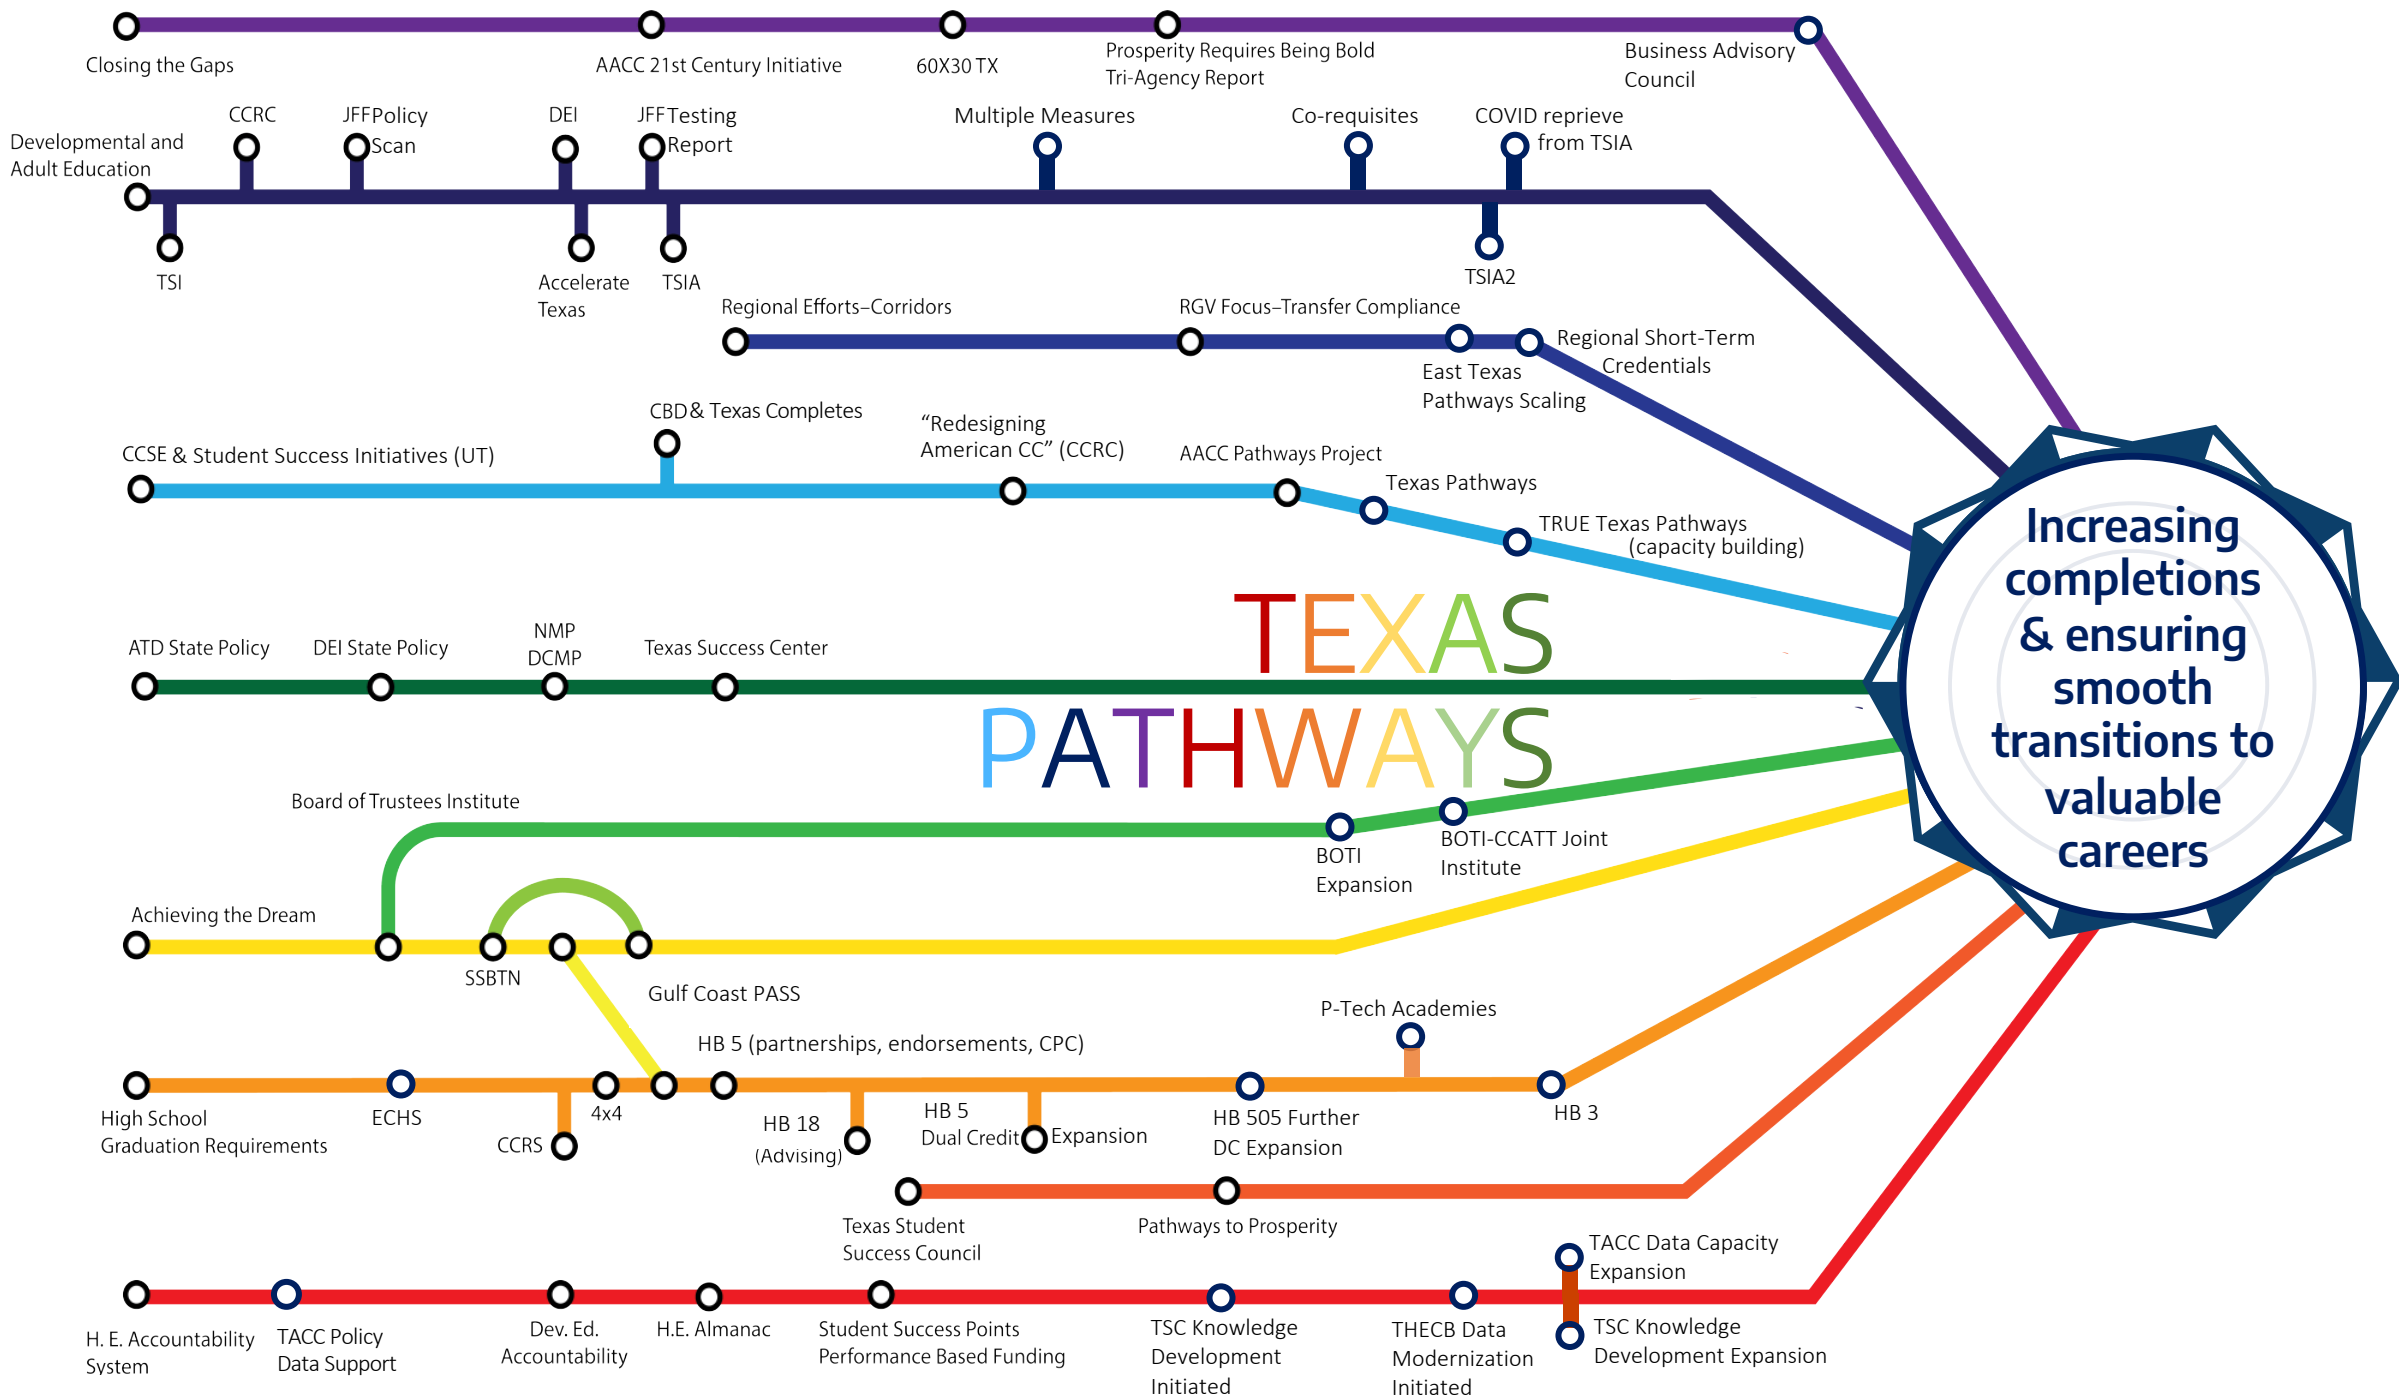 Closing the Gaps
AACC 21st Century Initiative
60X30 TX
Prosperity Requires Being Bold
Tri-Agency Report
Business Advisory
Council
Developmental and
Adult Education
CCRC
JFF Policy
Scan
DEI
JFF Testing
Report
Multiple Measures
Co-requisites
COVID reprieve
from TSIA
TSI
Accelerate
Texas
TSIA
TSIA2
Regional Efforts–Corridors
RGV Focus–Transfer Compliance
East Texas
Pathways Scaling
Regional Short-Term
Credentials
CCSE & Student Success Initiatives (UT)
CBD & Texas Completes
“Redesigning
American CC” (CCRC)
AACC Pathways Project
Texas Pathways
TRUE Texas Pathways
(capacity building)
ATD State Policy
DEI State Policy
NMP
DCMP
Texas Success Center
TEXAS
PATHWAYS
Increasing
completions
& ensuring
smooth
transitions to
valuable
careers
Board of Trustees Institute
BOTI
Expansion
BOTI-CCATT Joint
Institute
Achieving the Dream
SSBTN
Gulf Coast PASS
High School
Graduation Requirements
ECHS
CCRS
4x4
HB 5 (partnerships, endorsements, CPC)
HB 18
(Advising)
HB 5
Dual Credit Expansion
HB 505 Further
DC Expansion
P-Tech Academies
HB 3
Texas Student
Success Council
Pathways to Prosperity
H. E. Accountability
System
TACC Policy
Data Support
Dev. Ed.
Accountability
H.E. Almanac
Student Success Points
Performance Based Funding
TSC Knowledge
Development
Initiated
THECB Data
Modernization
Initiated
TACC Data Capacity
Expansion
TSC Knowledge
Development Expansion